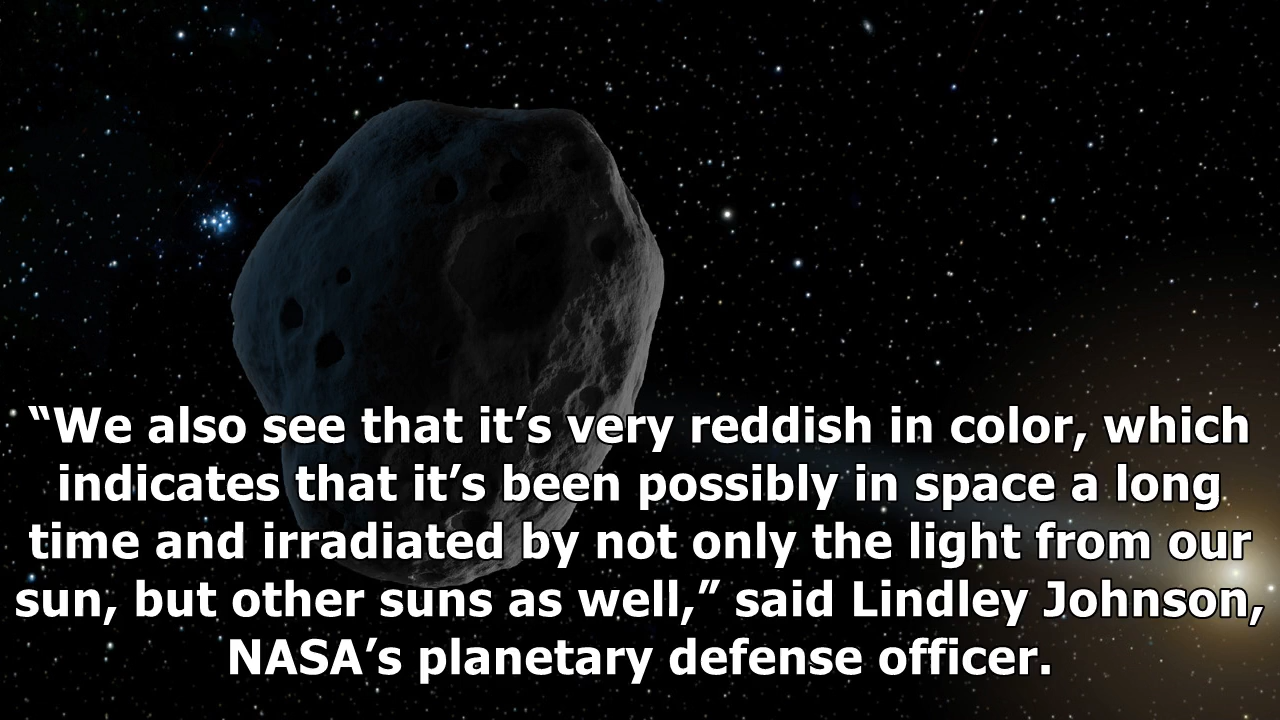 “We also see that it’s very reddish in color, which
indicates that it’s been possibly in space a long
time and irradiated by not only the light from our
sun, but other suns as well,” said Lindley Johnson,
NASA’s planetary defense officer.